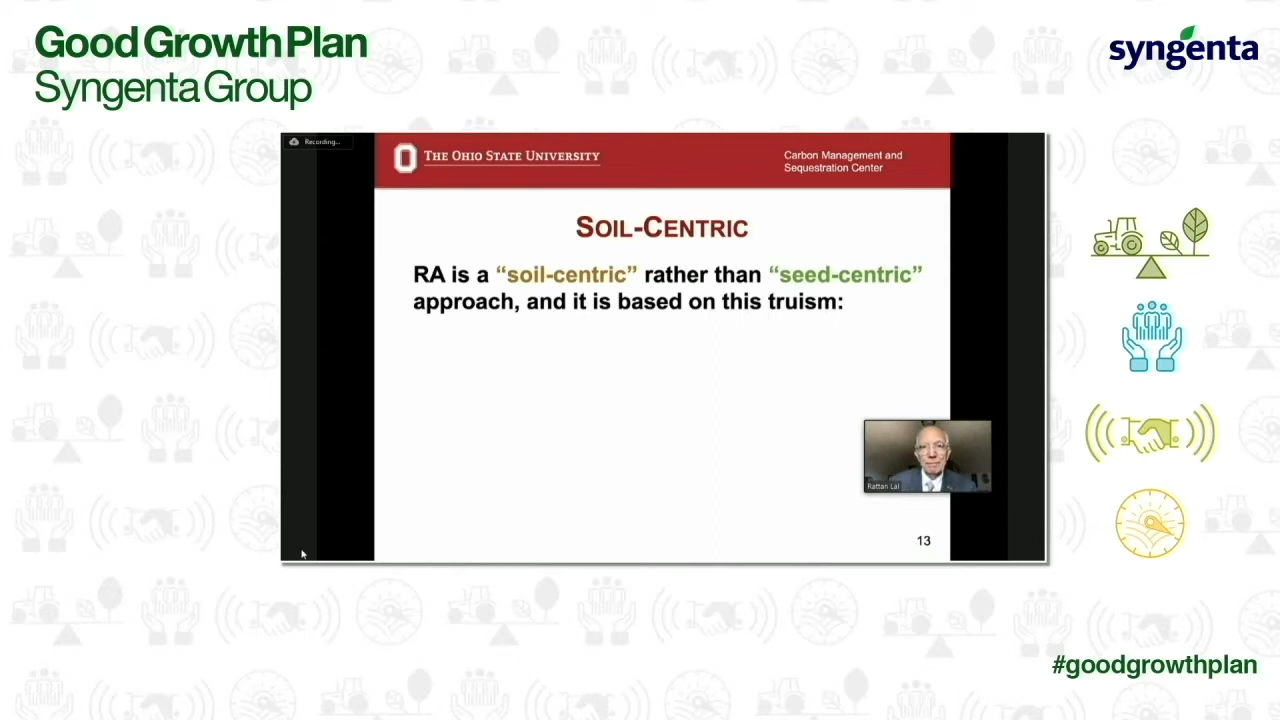 Good Growth Plan
Syngenta Group
syngenta
Recording...
THE OHIO STATE UNIVERSITY
Carbon Management and
Sequestration Center
SOIL-CENTRIC
RA is a “soil-centric” rather than “seed-centric”
approach, and it is based on this truism:
Rattan Lal
13
#goodgrowthplan